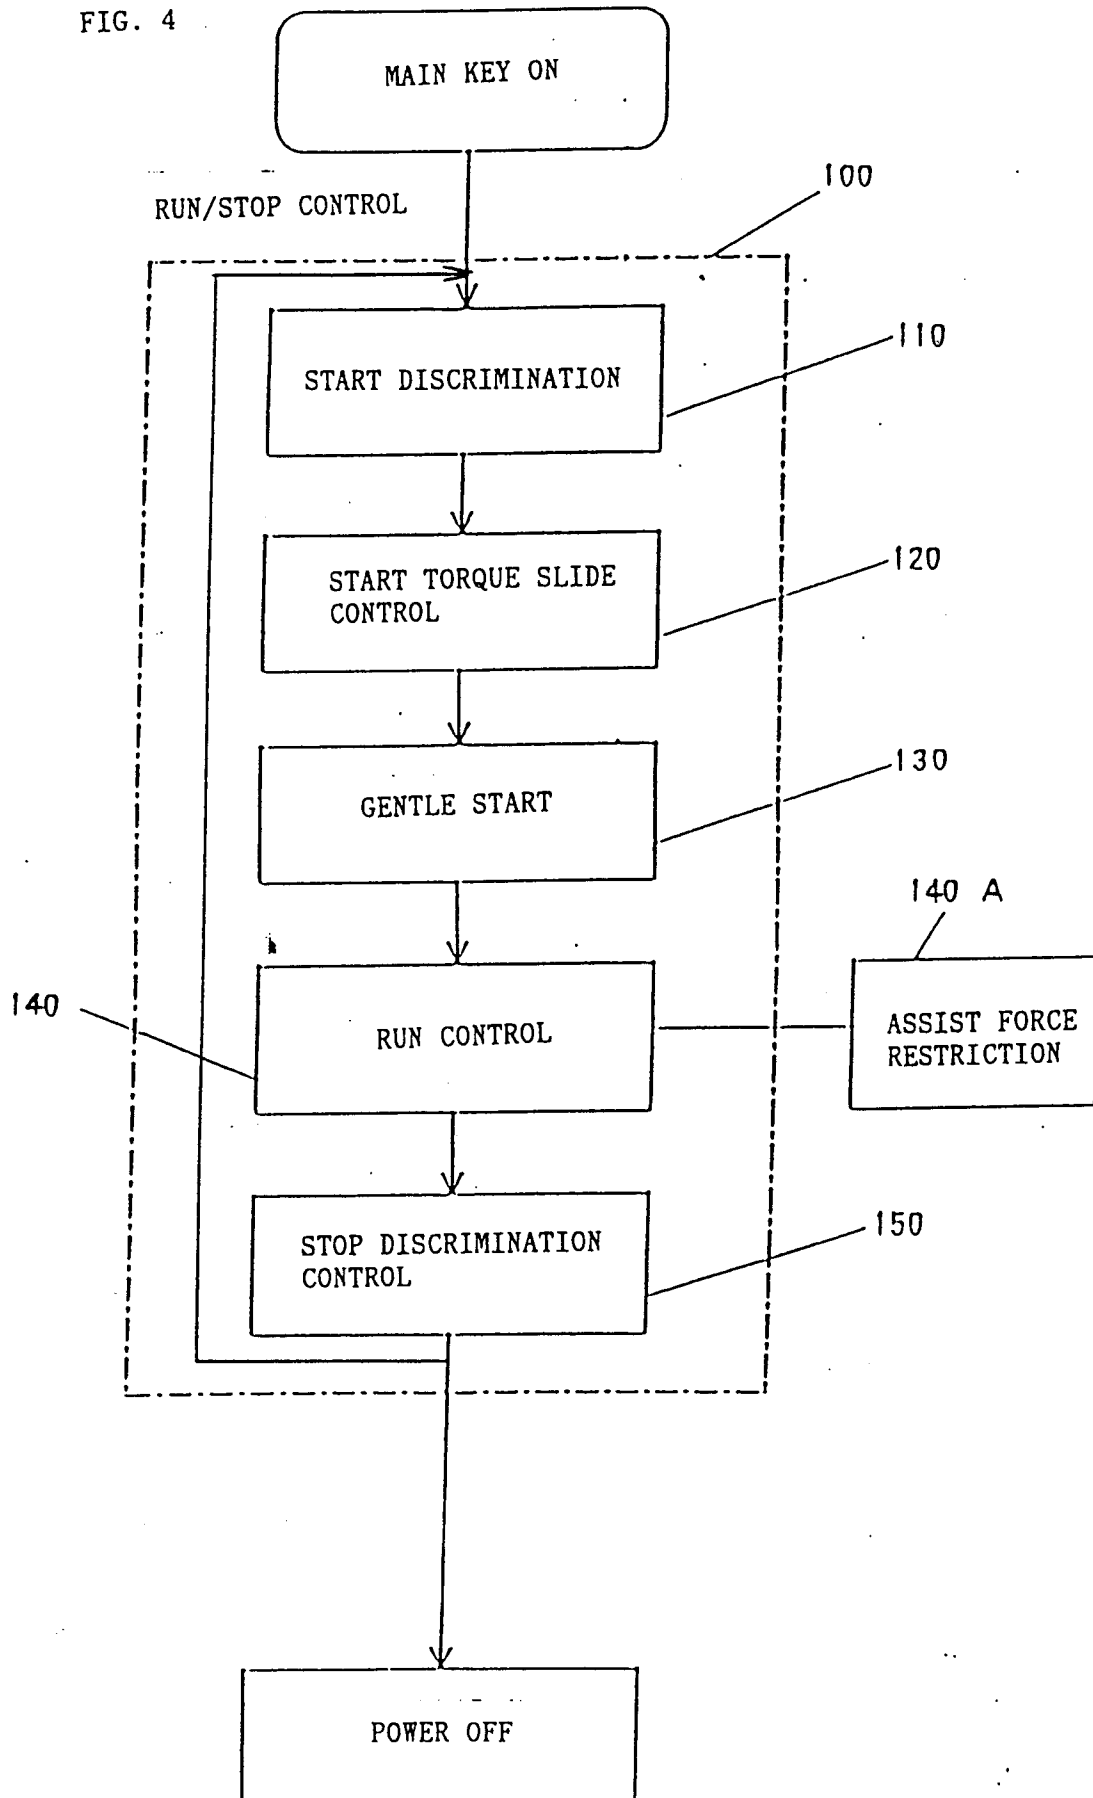 FIG. 4
MAIN KEY ON
RUN/STOP CONTROL
100
START DISCRIMINATION
110
START TORQUE SLIDE
CONTROL
120
GENTLE START
130
140 A
140
RUN CONTROL
ASSIST FORCE
RESTRICTION
STOP DISCRIMINATION
CONTROL
150
POWER OFF